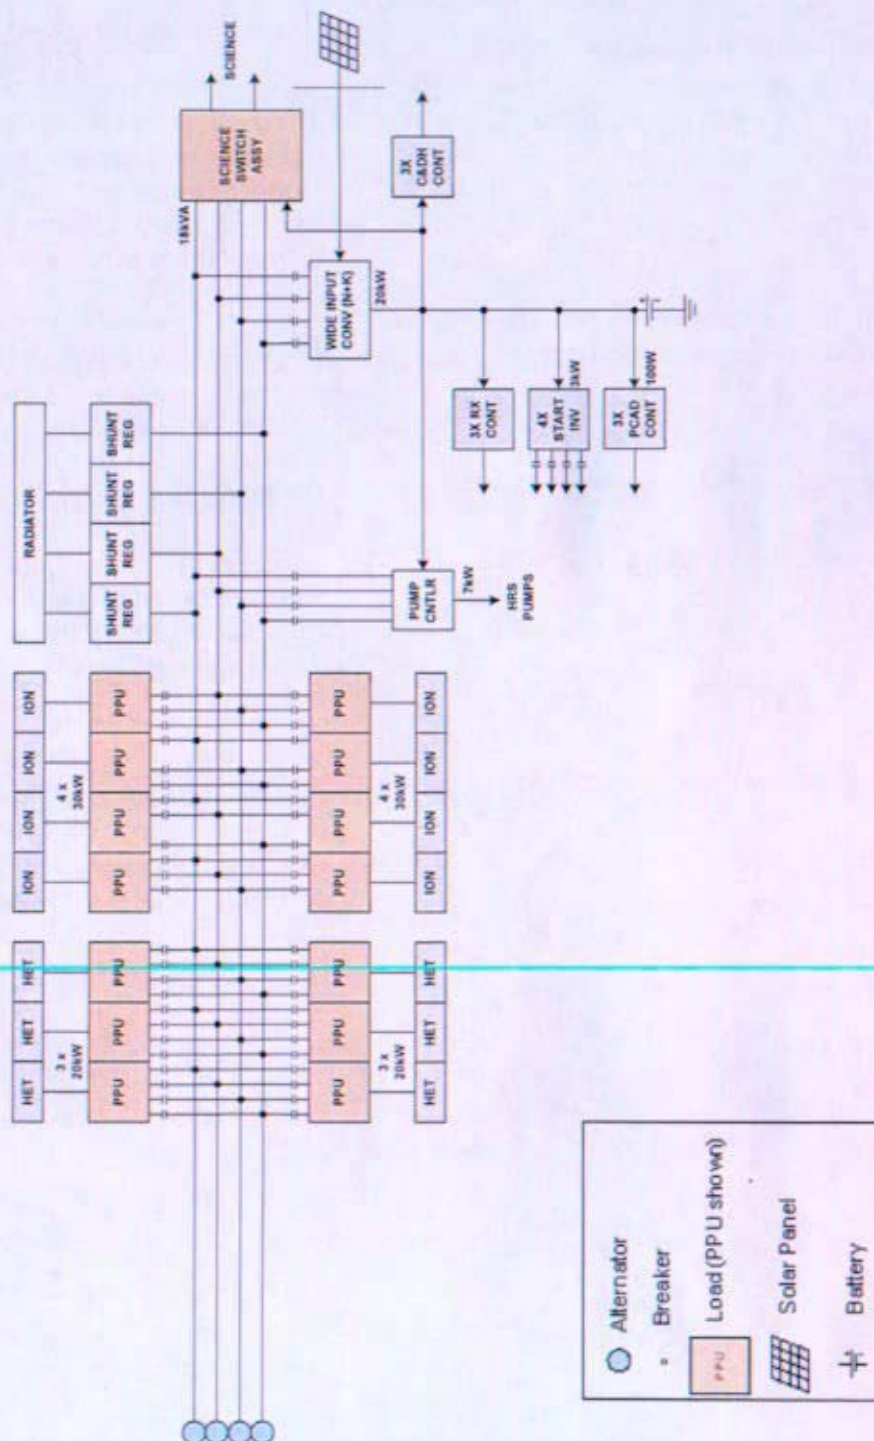 SCIENCE
SCIENCE
SWITCH
ASSY
18kVA
3X
C&DH
CONT
WIDE INPUT
CONV (N+K)
20kW
RADIATOR
SHUNT
REG
SHUNT
REG
SHUNT
REG
SHUNT
REG
3X RX
CONT
4X
START
INV
3kW
3X
PCAD
CONT
100W
PUMP
CNTLR
7kW
HRS
PUMPS
ION
ION
ION
ION
4 x
30kW
PPU
PPU
PPU
PPU
PPU
PPU
PPU
PPU
4 x
30kW
ION
ION
ION
ION
HET
HET
HET
3 x
20kW
PPU
PPU
PPU
PPU
PPU
PPU
3 x
20kW
HET
HET
HET
Alternator
Breaker
PPU
Load (PPU shown)
Solar Panel
Battery